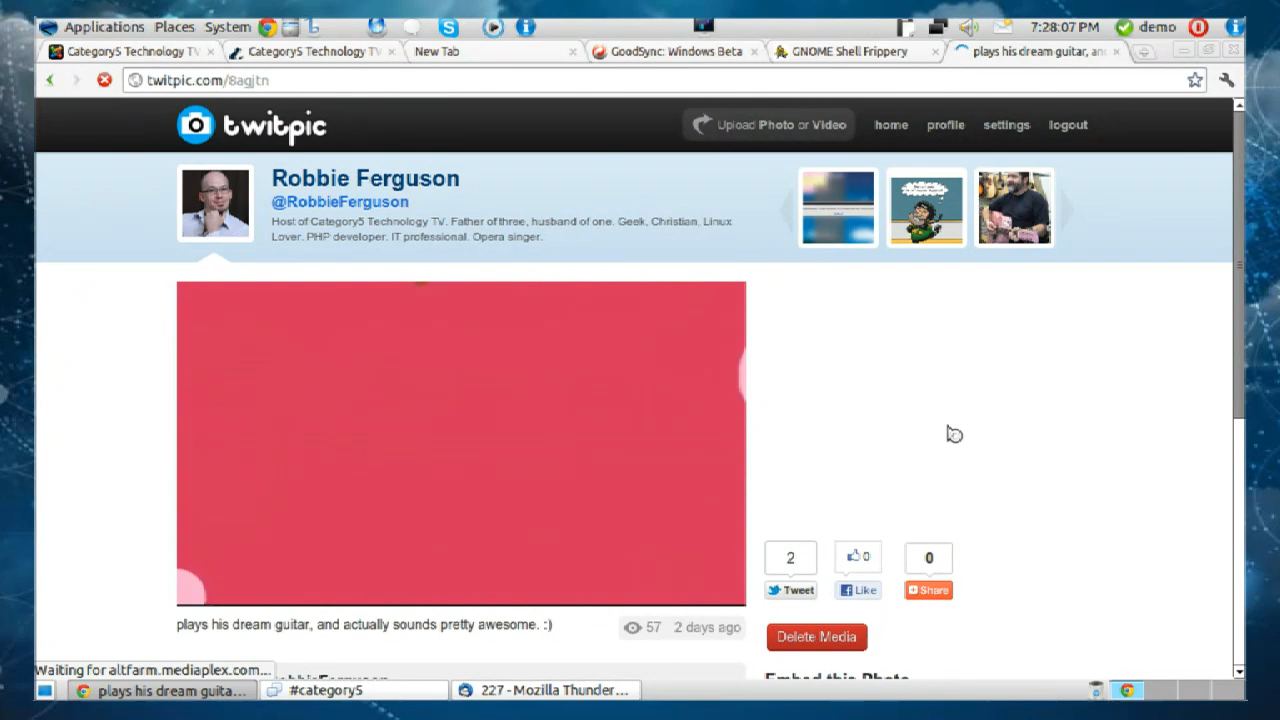 Applications Places System 7:28:07 PM demo
Category5 Technology TV Category5 Technology TV New Tab GoodSync: Windows Beta GNOME Shell Frippery plays his dream guitar, an
twitpic.com/8agjtn
twitpic Upload Photo or Video home profile settings logout
Robbie Ferguson
@RobbieFerguson
Host of Category5 Technology TV. Father of three, husband of one. Geek, Christian, Linux
Lover. PHP developer. IT professional. Opera singer.
2 0 0
Tweet Like Share
plays his dream guitar, and actually sounds pretty awesome. :) 57 2 days ago
Delete Media
Waiting for altfarm.mediaplex.com...
Embed this Photo
plays his dream guita... #category5 227 - Mozilla Thunder...